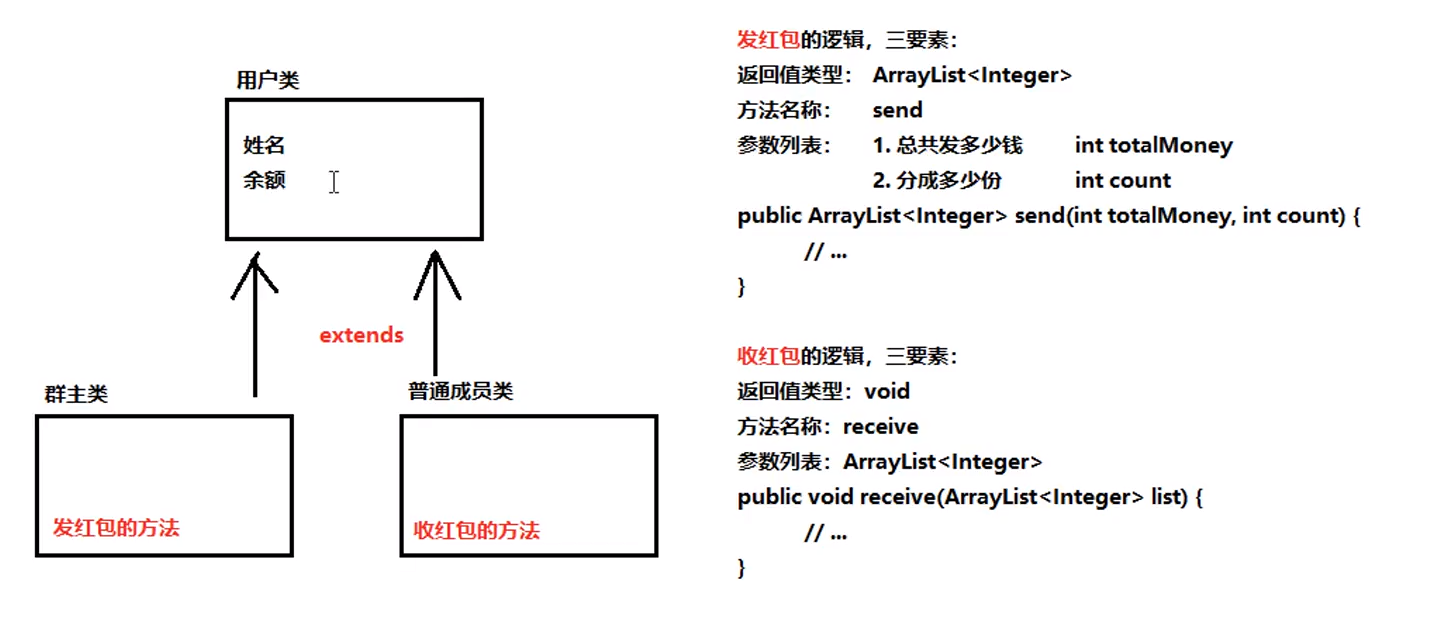 用户类
姓名
余额
extends
群主类
普通成员类
发红包的方法
收红包的方法
发红包的逻辑，三要素：
返回值类型： ArrayList<Integer>
方法名称： send
参数列表： 1. 总共发多少钱 int totalMoney
2. 分成多少份 int count
public ArrayList<Integer> send(int totalMoney, int count) {
// ...
}
收红包的逻辑，三要素：
返回值类型：void
方法名称：receive
参数列表：ArrayList<Integer>
public void receive(ArrayList<Integer> list) {
// ...
}